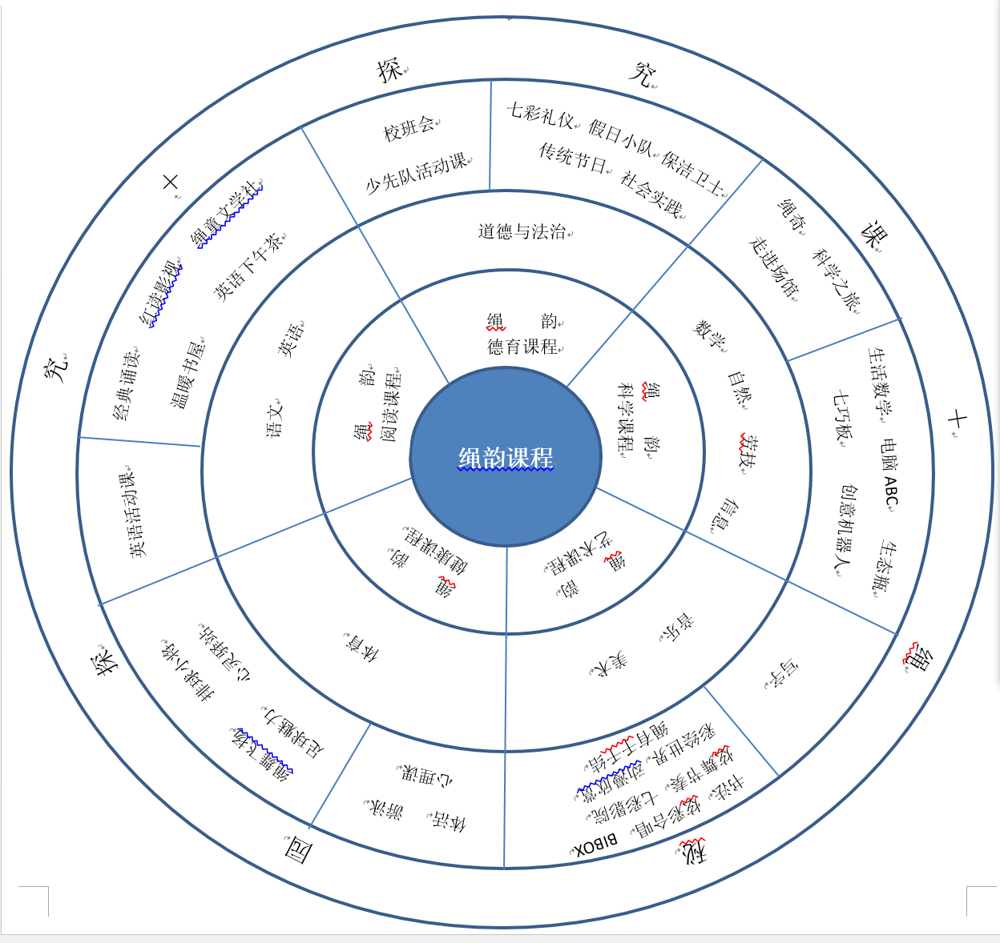 探 究 课 十 绳 秘 园 探 究 十
校班会
少先队活动课
七彩礼仪 假日小队 保洁卫士
传统节日 社会实践
绳奇 科学之旅
走进场馆
生活数学 电脑ABC 生态瓶
七巧板 创意机器人
写字
绳有千千结
彩绘世界 动漫欣赏
炫舞节奏 七彩影院
书法 炫彩合唱 BIBOX
心理课
体活 游泳
足球魅力 绳舞飞扬
心灵驿站 排球小将
英语活动课
经典诵读 红读影视 绳童文学社
温暖书屋 英语下午茶
道德与法治
数学 自然 劳技 信息
音乐 美术
体育
语文 英语
绳 韵
德育课程
绳 韵
科学课程
绳 韵
艺术课程
绳 韵
健康课程
绳 韵
阅读课程
绳韵课程